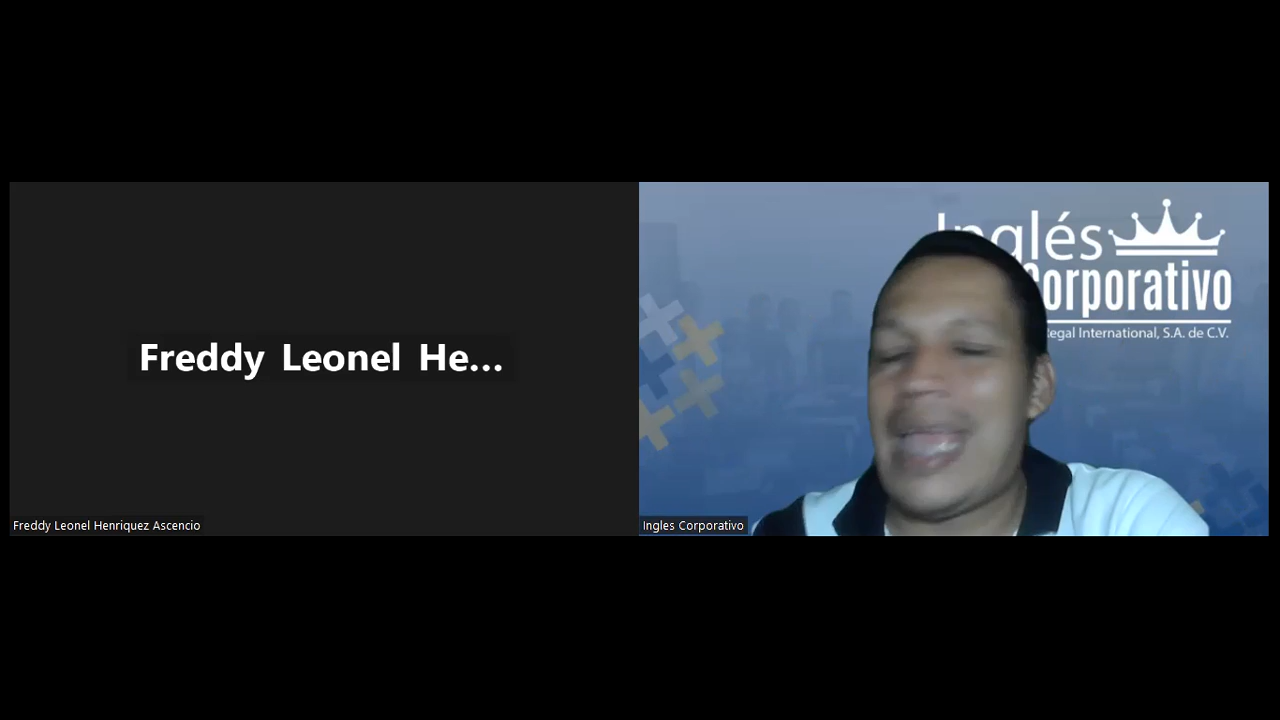 Freddy Leonel He...
Freddy Leonel Henriquez Ascencio
Inglés
Corporativo
Regal International, S.A. de C.V.
Ingles Corporativo